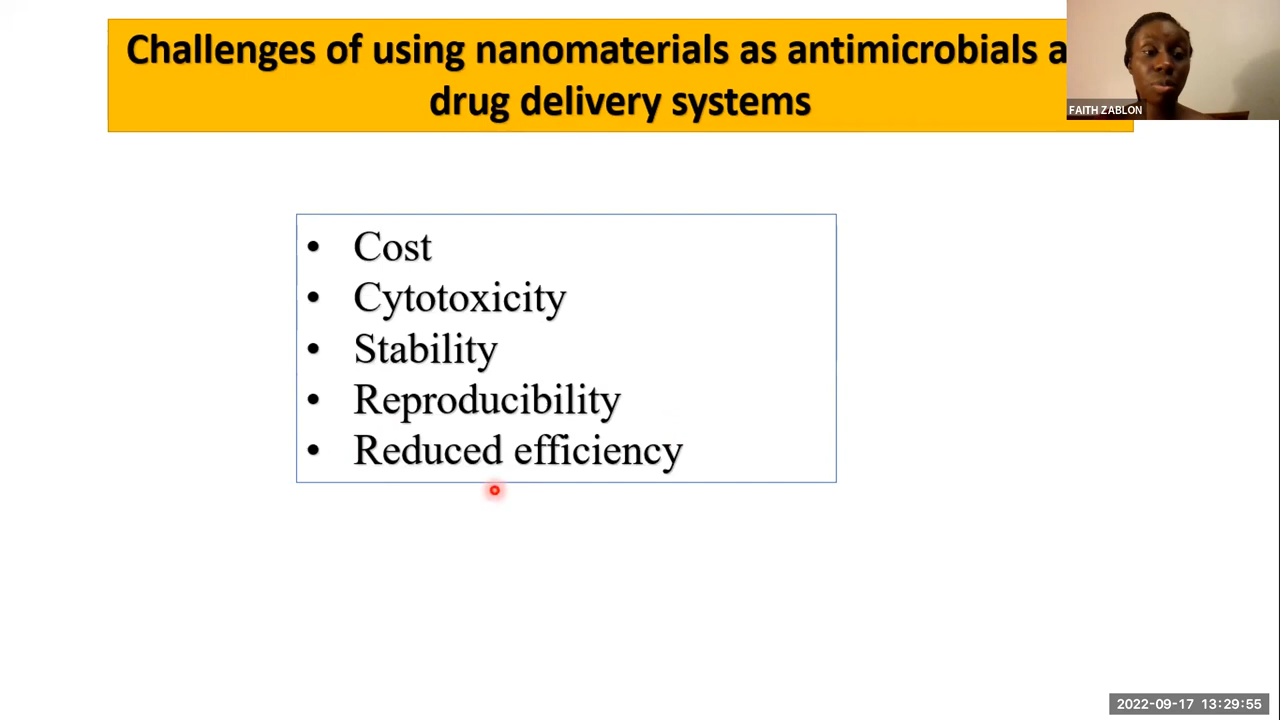 Challenges of using nanomaterials as antimicrobials a
drug delivery systems
FAITH ZABLON
• Cost
• Cytotoxicity
• Stability
• Reproducibility
• Reduced efficiency
2022-09-17 13:29:55